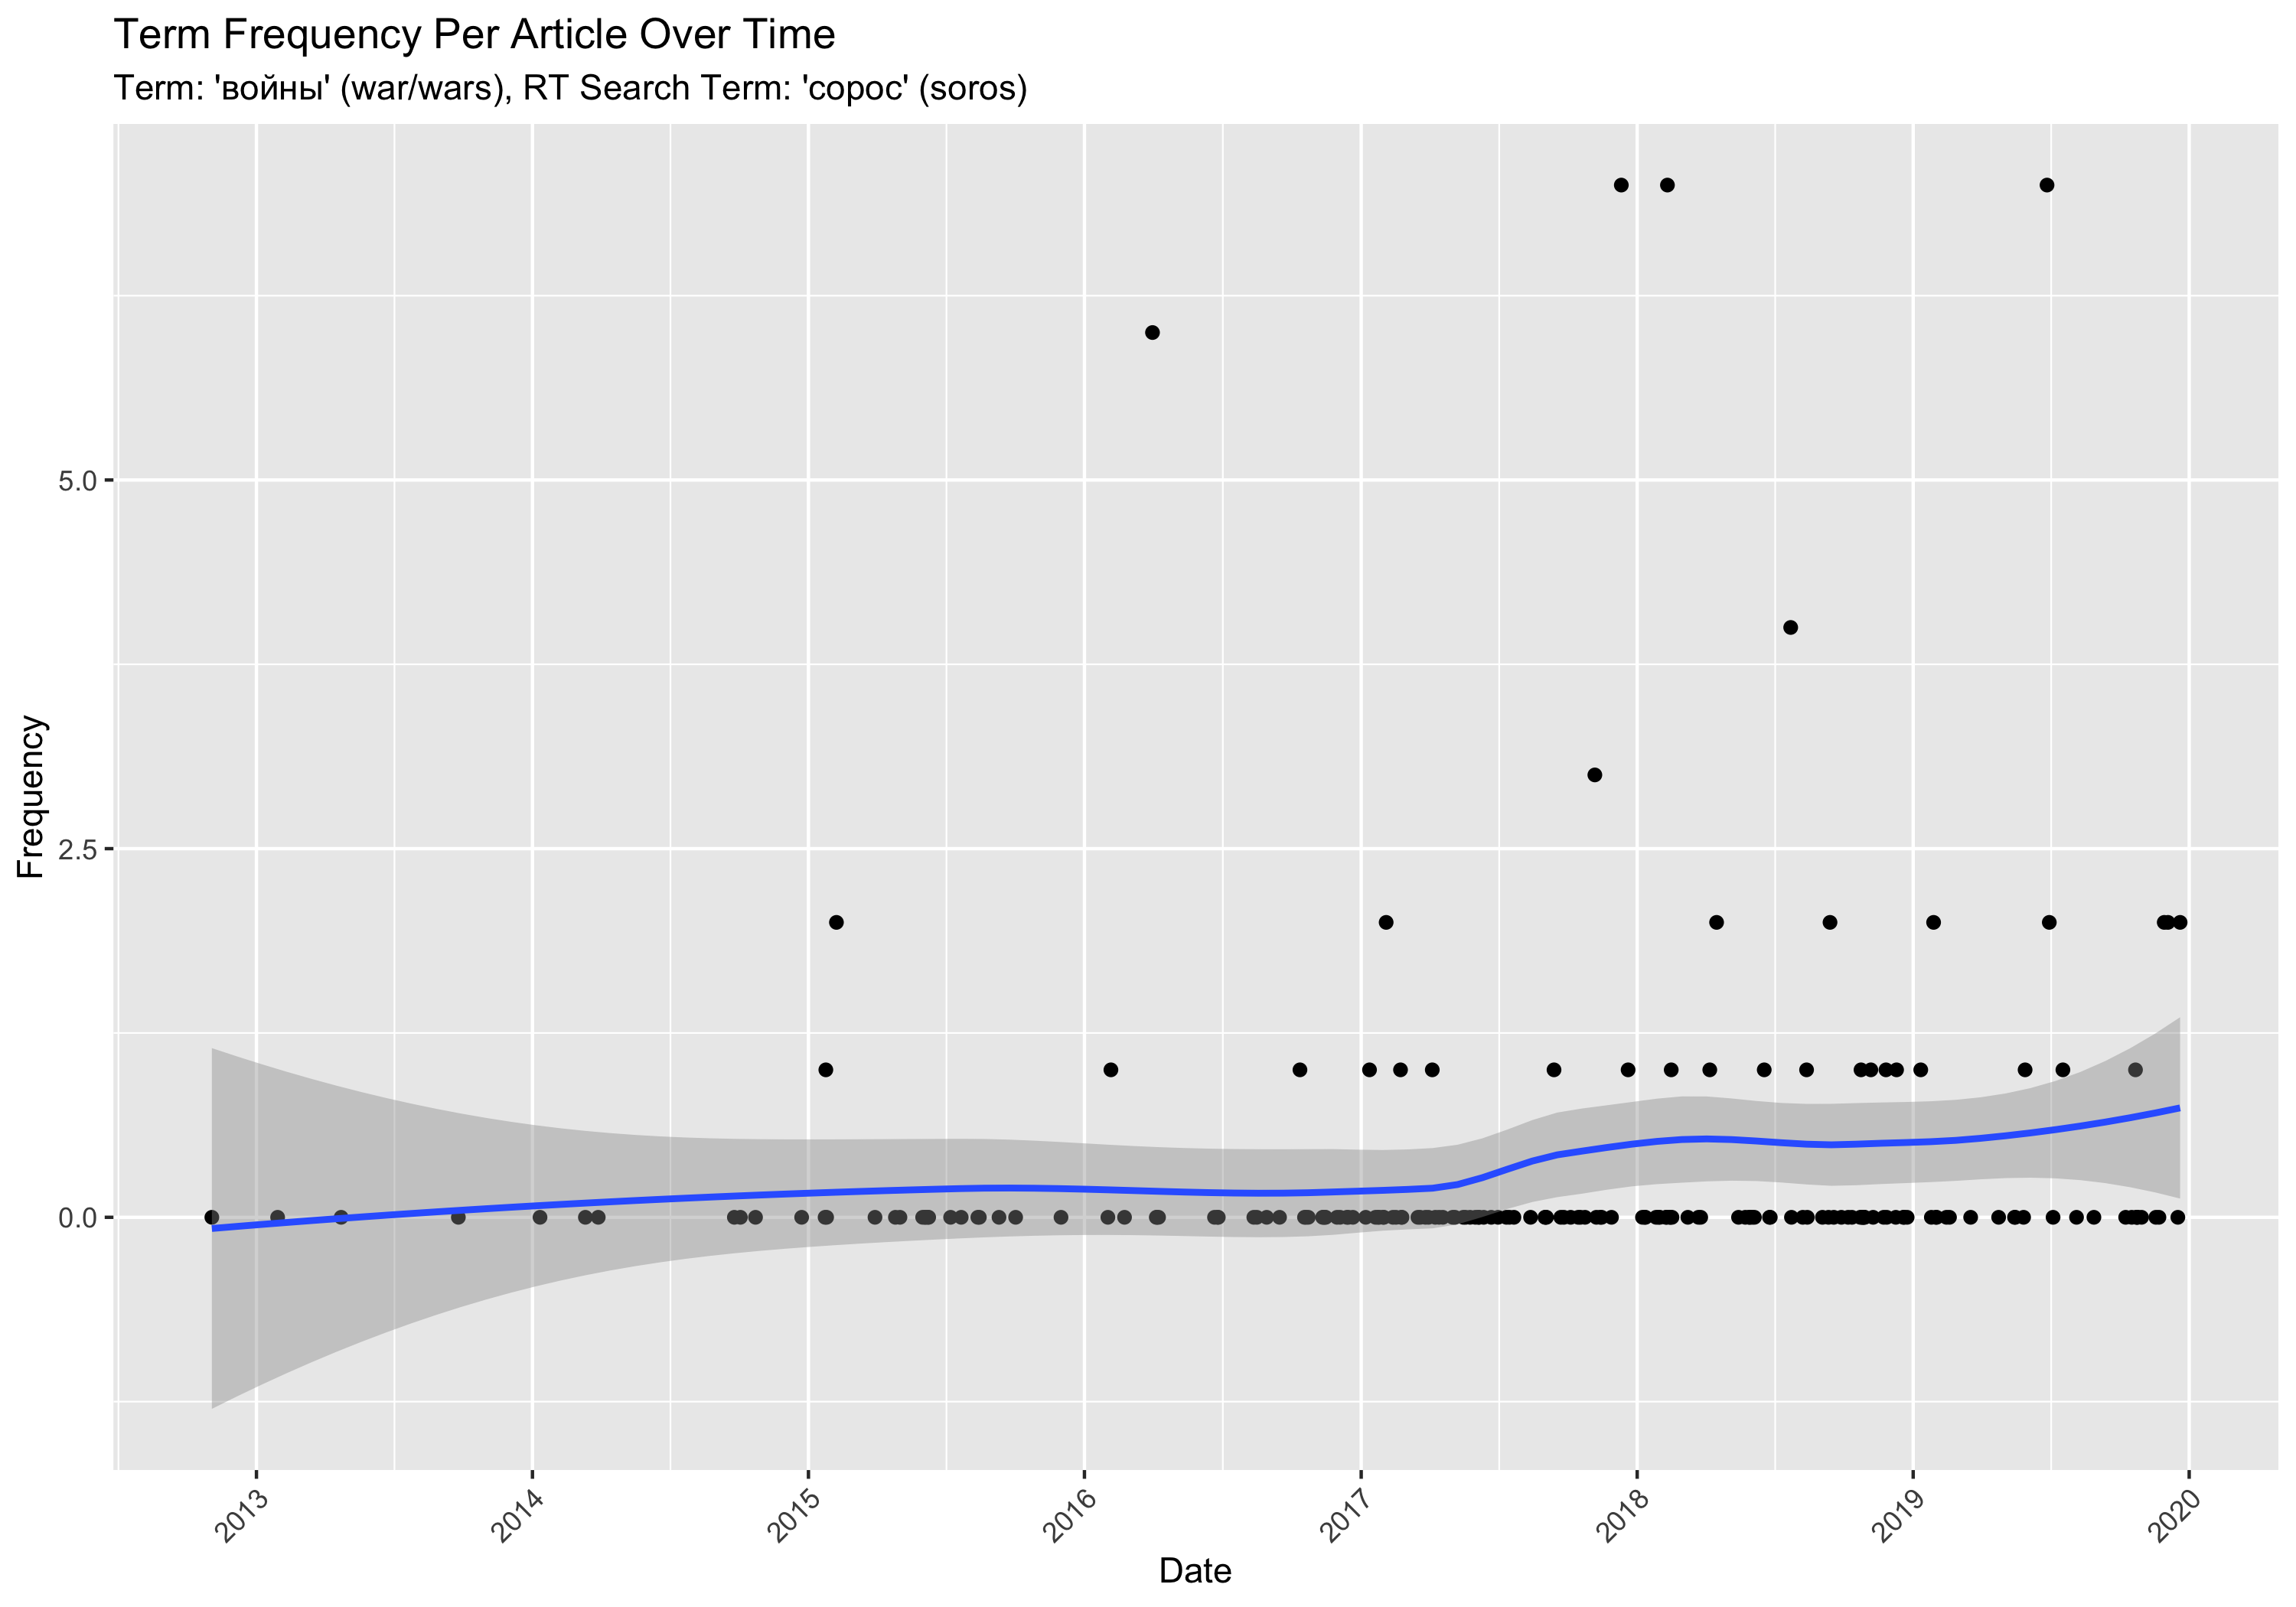 Term Frequency Per Article Over Time
Term: 'войны' (war/wars), RT Search Term: 'сорос' (soros)
Frequency
5.0
2.5
0.0
2013
2014
2015
2016
2017
2018
2019
2020
Date